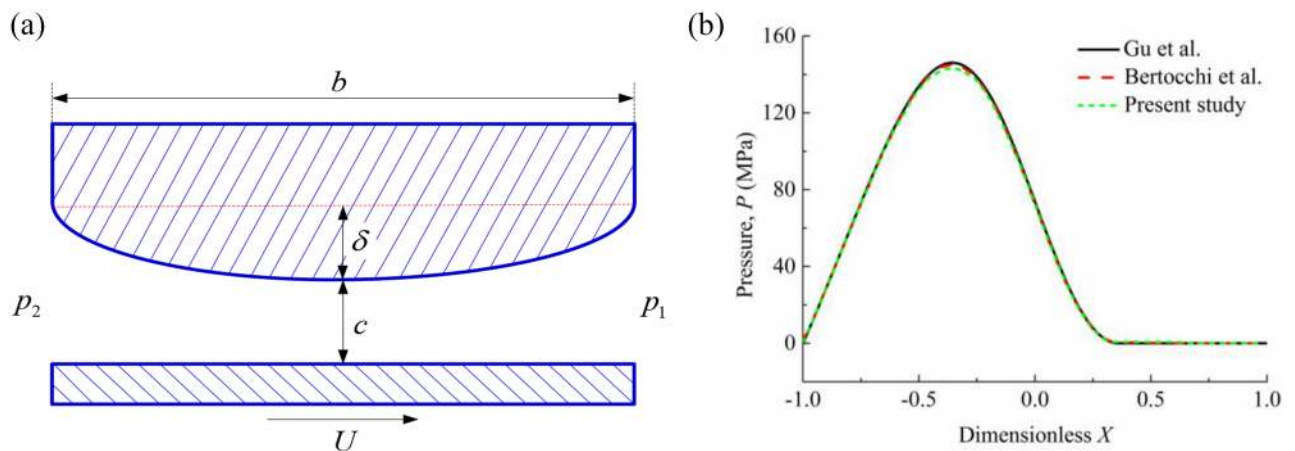 (a)
b
δ
p2
c
p1
U
(b)
160
120
80
40
0
Pressure, P (MPa)
Gu et al.
Bertocchi et al.
Present study
-1.0 -0.5 0.0 0.5 1.0
Dimensionless X